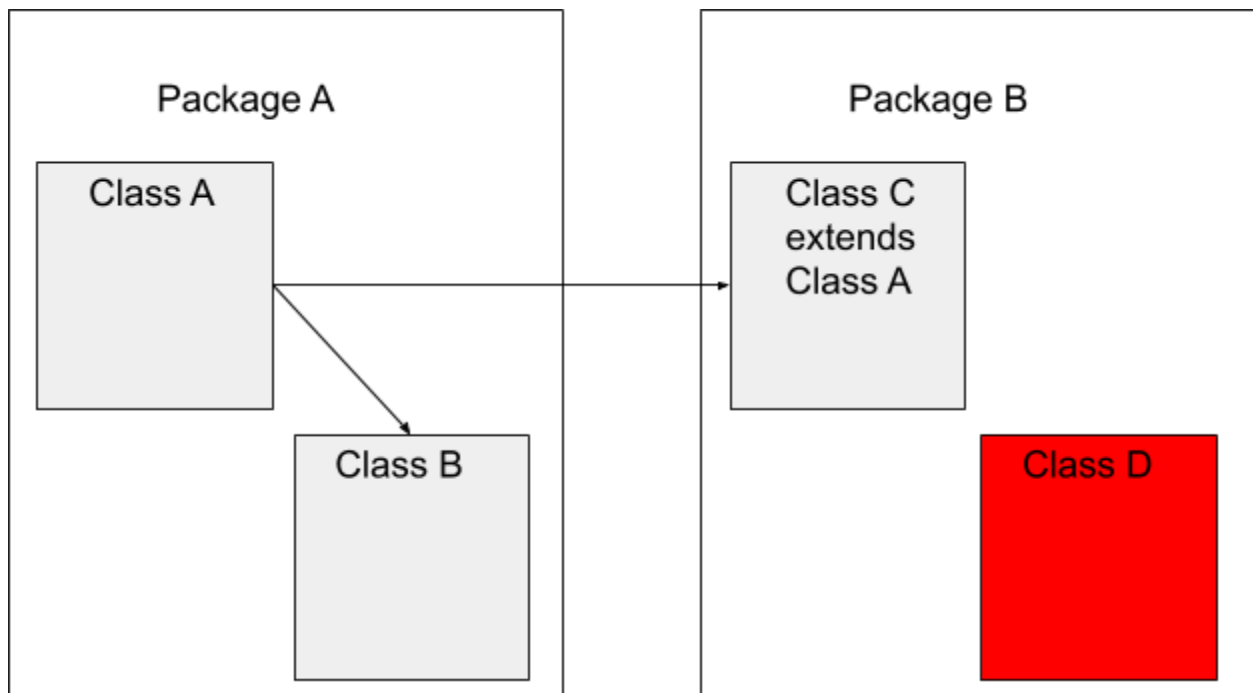 Package A
Package B
Class A
Class C
extends
Class A
Class B
Class D